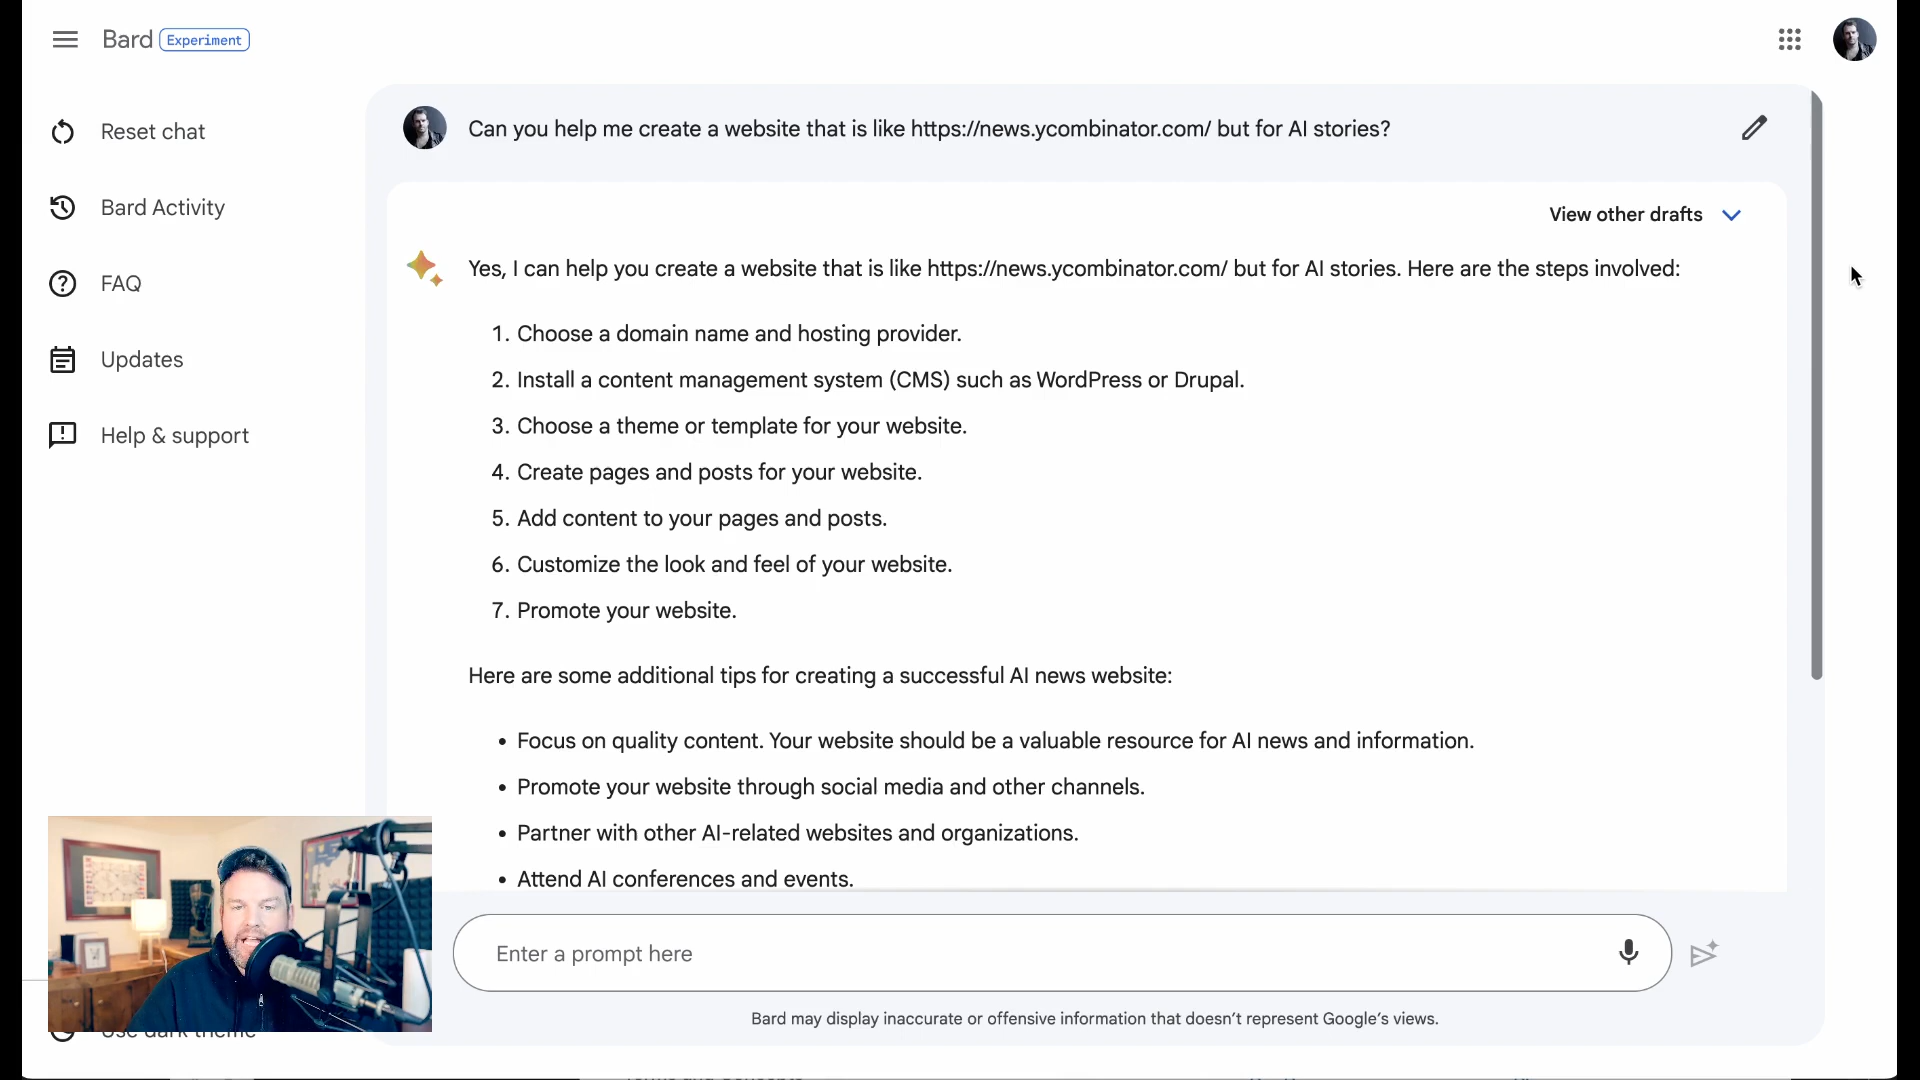 Bard Experiment
Reset chat
Bard Activity
FAQ
Updates
Help & support
Can you help me create a website that is like https://news.ycombinator.com/ but for AI stories?
View other drafts
Yes, I can help you create a website that is like https://news.ycombinator.com/ but for AI stories. Here are the steps involved:
1. Choose a domain name and hosting provider.
2. Install a content management system (CMS) such as WordPress or Drupal.
3. Choose a theme or template for your website.
4. Create pages and posts for your website.
5. Add content to your pages and posts.
6. Customize the look and feel of your website.
7. Promote your website.
Here are some additional tips for creating a successful AI news website:
• Focus on quality content. Your website should be a valuable resource for AI news and information.
• Promote your website through social media and other channels.
• Partner with other AI-related websites and organizations.
• Attend AI conferences and events.
Enter a prompt here
Bard may display inaccurate or offensive information that doesn't represent Google's views.
Use dark theme